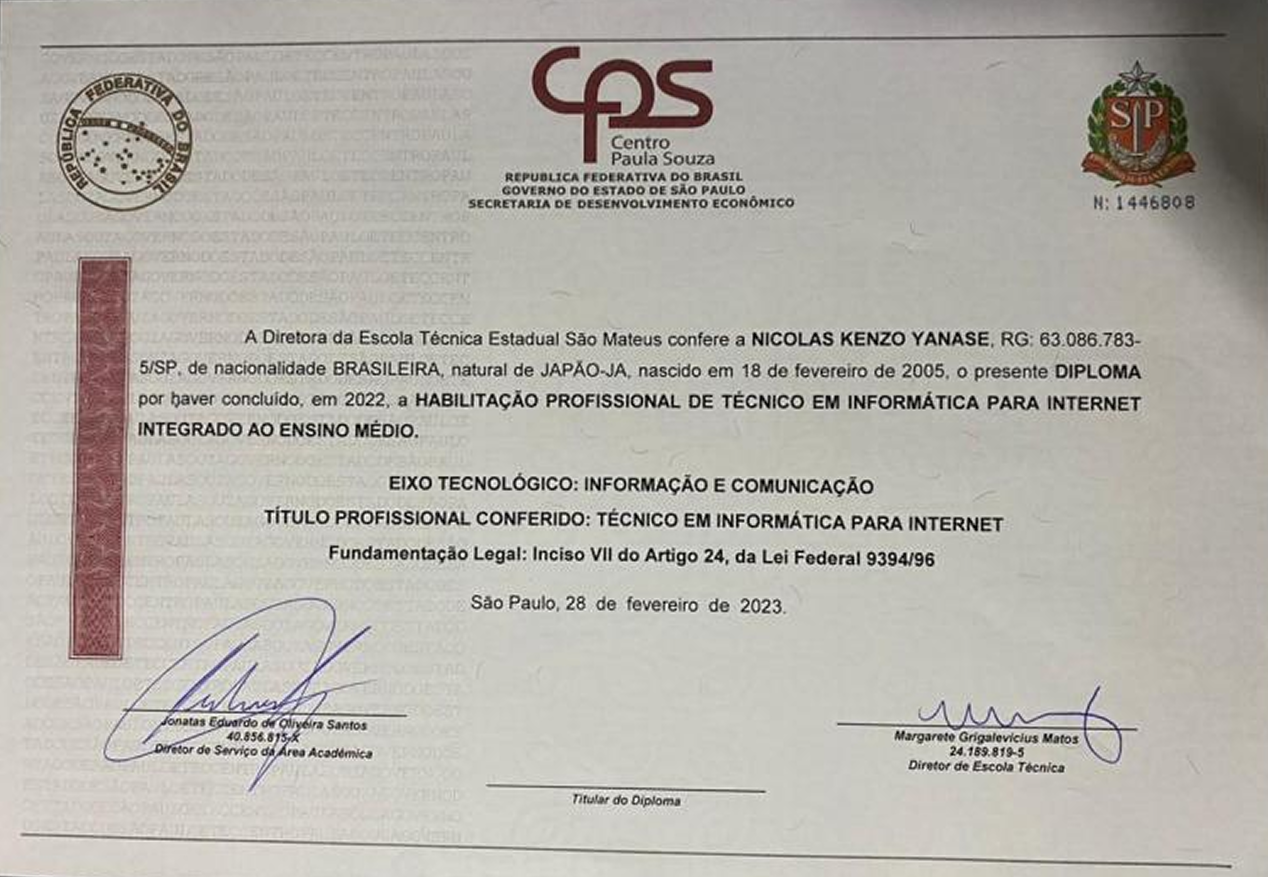 REPÚBLICA FEDERATIVA DO BRASIL
cps
Centro
Paula Souza
REPUBLICA FEDERATIVA DO BRASIL
GOVERNO DO ESTADO DE SÃO PAULO
SECRETARIA DE DESENVOLVIMENTO ECONÔMICO
SP
N: 1446808
A Diretora da Escola Técnica Estadual São Mateus confere a NICOLAS KENZO YANASE, RG: 63.086.783-
5/SP, de nacionalidade BRASILEIRA, natural de JAPÃO-JA, nascido em 18 de fevereiro de 2005, o presente DIPLOMA
por haver concluído, em 2022, a HABILITAÇÃO PROFISSIONAL DE TÉCNICO EM INFORMÁTICA PARA INTERNET
INTEGRADO AO ENSINO MÉDIO.
EIXO TECNOLÓGICO: INFORMAÇÃO E COMUNICAÇÃO
TÍTULO PROFISSIONAL CONFERIDO: TÉCNICO EM INFORMÁTICA PARA INTERNET
Fundamentação Legal: Inciso VII do Artigo 24, da Lei Federal 9394/96
São Paulo, 28 de fevereiro de 2023.
Jonatas Eduardo de Oliveira Santos
40.856.815-X
Diretor de Serviço da Área Acadêmica
Margarete Grigalevicius Matos
24.189.819-5
Diretor de Escola Técnica
Titular do Diploma